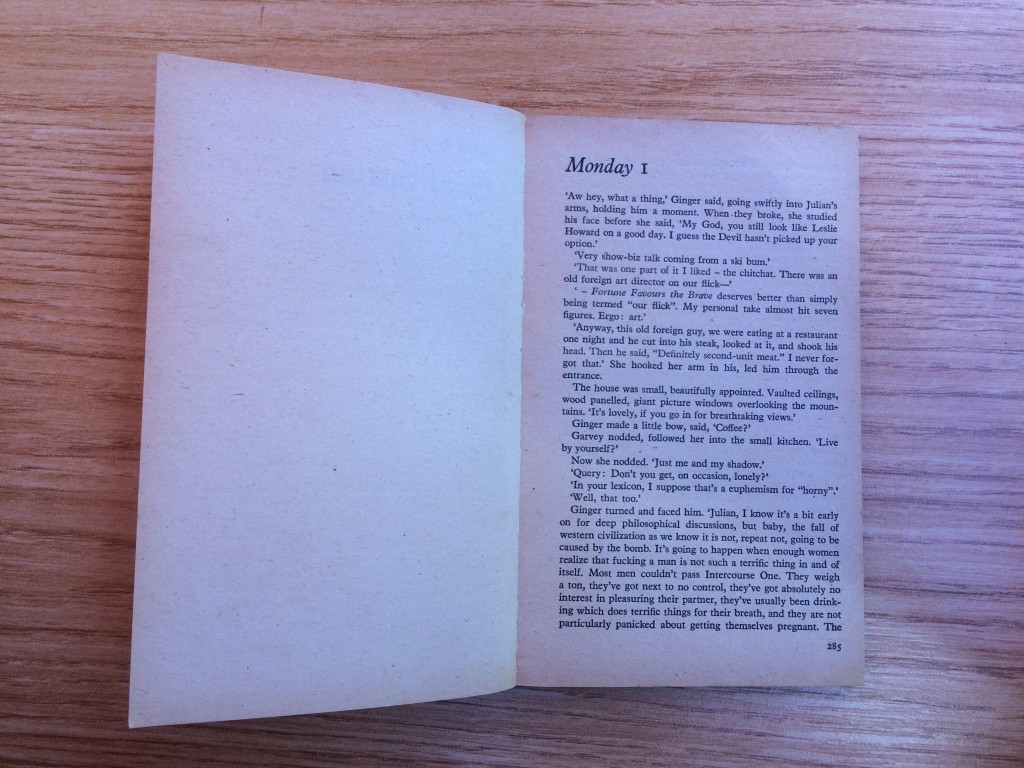 Monday 1
‘Aw hey, what a thing,’ Ginger said, going swiftly into Julian’s
arms, holding him a moment. When they broke, she studied
his face before she said, ‘My God, you still look like Leslie
Howard on a good day. I guess the Devil hasn’t picked up your
option.’
‘Very show-biz talk coming from a ski bum.’
‘That was one part of it I liked – the chitchat. There was an
old foreign art director on our flick—’
‘ – Fortune Favours the Brave deserves better than simply
being termed “our flick”. My personal take almost hit seven
figures. Ergo: art.’
‘Anyway, this old foreign guy, we were eating at a restaurant
one night and he cut into his steak, looked at it, and shook his
head. Then he said, “Definitely second-unit meat.” I never for-
got that.’ She hooked her arm in his, led him through the
entrance.
The house was small, beautifully appointed. Vaulted ceilings,
wood panelled, giant picture windows overlooking the moun-
tains. ‘It’s lovely, if you go in for breathtaking views.’
Ginger made a little bow, said, ‘Coffee?’
Garvey nodded, followed her into the small kitchen. ‘Live
by yourself?’
Now she nodded. ‘Just me and my shadow.’
‘Query: Don’t you get, on occasion, lonely?’
‘In your lexicon, I suppose that’s a euphemism for “horny”.’
‘Well, that too.’
Ginger turned and faced him. ‘Julian, I know it’s a bit early
on for deep philosophical discussions, but baby, the fall of
western civilization as we know it is not, repeat not, going to be
caused by the bomb. It’s going to happen when enough women
realize that fucking a man is not such a terrific thing in and of
itself. Most men couldn’t pass Intercourse One. They weigh
a ton, they’ve got next to no control, they’ve got absolutely no
interest in pleasuring their partner, they’ve usually been drink-
ing which does terrific things for their breath, and they are not
particularly panicked about getting themselves pregnant. The
285